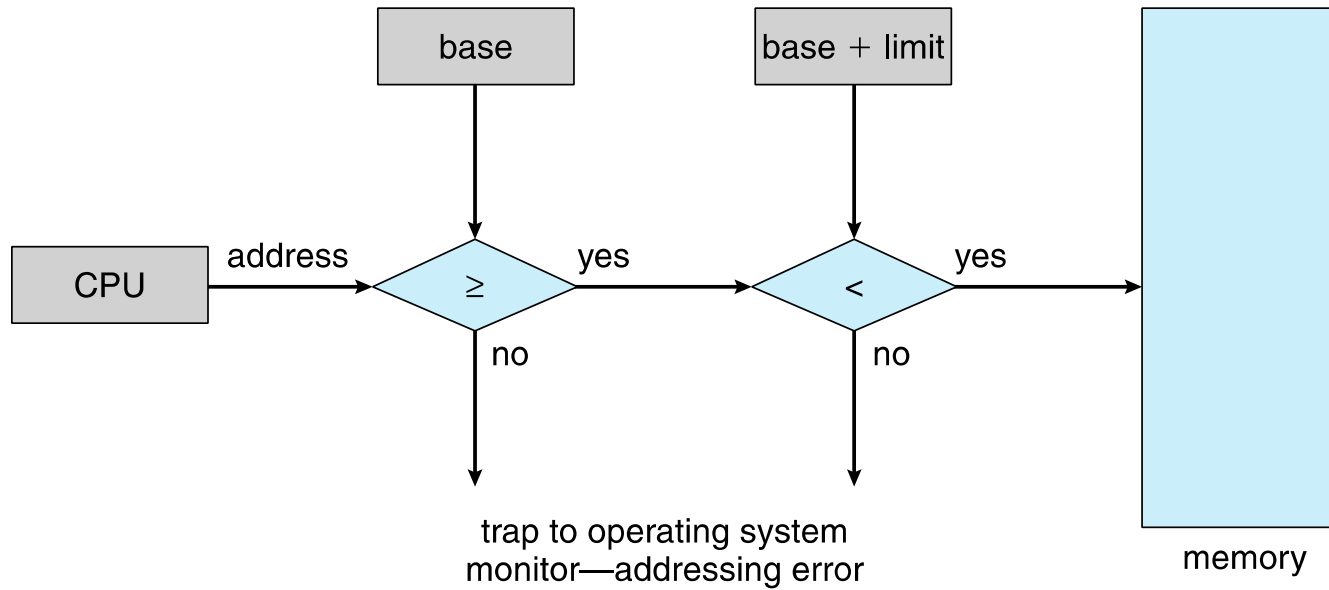 base
base + limit
CPU
address
≥
yes
<
yes
no
no
trap to operating system
monitor—addressing error
memory